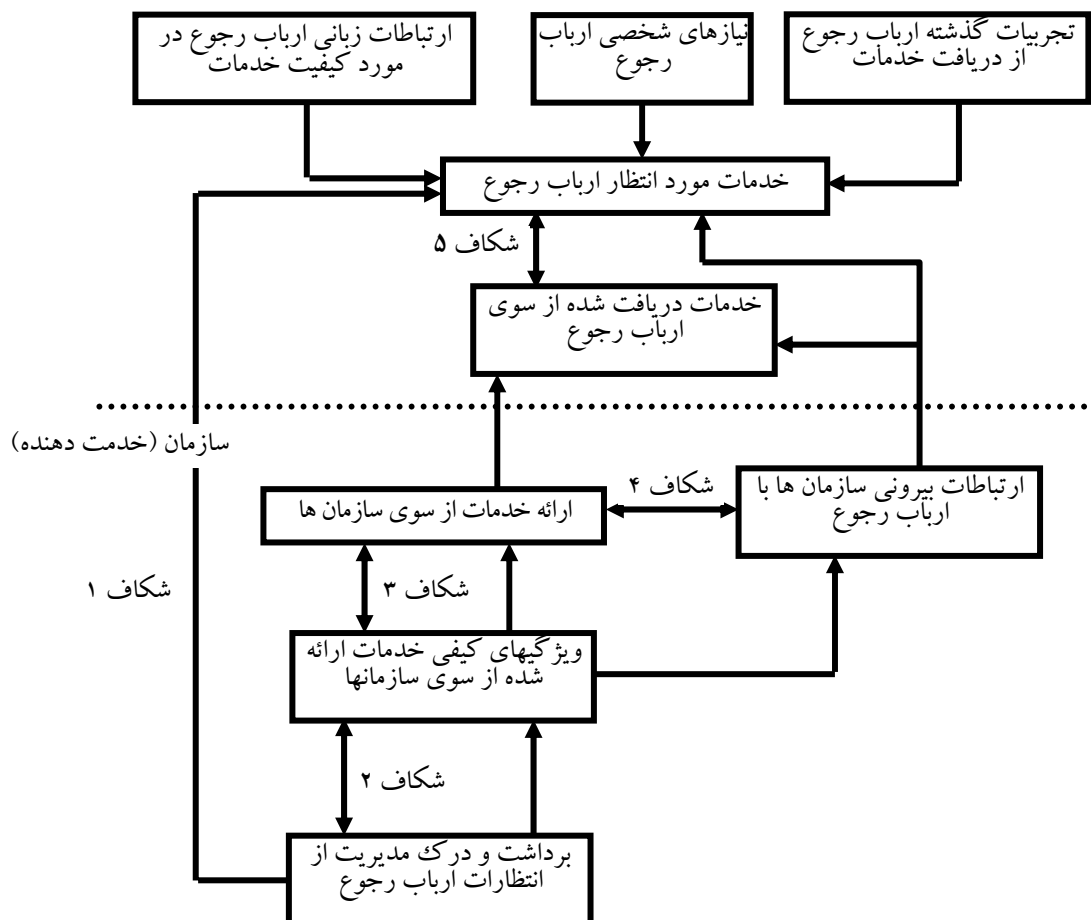 تجربیات گذشته ارباب رجوع
از دریافت خدمات
نیازهای شخصی ارباب
رجوع
ارتباطات زبانی ارباب رجوع در
مورد کیفیت خدمات
خدمات مورد انتظار ارباب رجوع
شکاف ۵
خدمات دریافت شده از سوی
ارباب رجوع
سازمان (خدمت دهنده)
ارتباطات بیرونی سازمان ها با
ارباب رجوع
شکاف ۴
ارائه خدمات از سوی سازمان ها
شکاف ۳
شکاف ۱
ویژگیهای کیفی خدمات ارائه
شده از سوی سازمانها
شکاف ۲
برداشت و درک مدیریت از
انتظارات ارباب رجوع